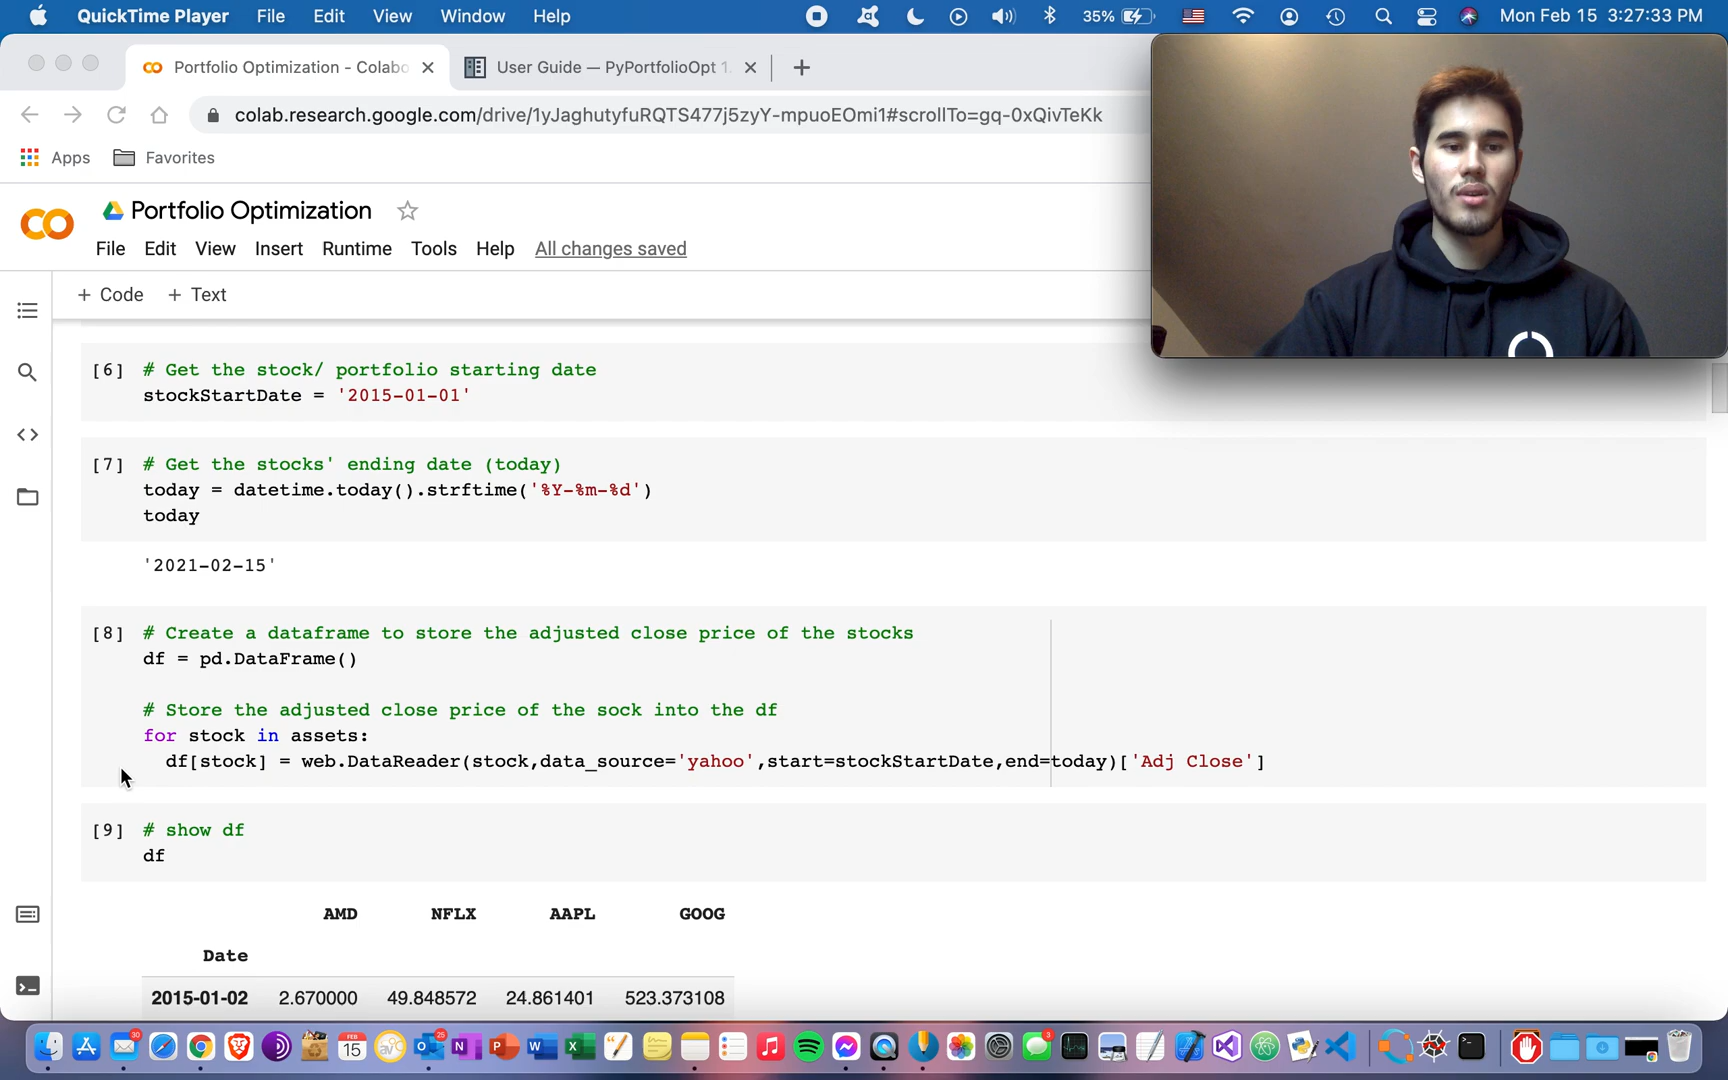 QuickTime Player File Edit View Window Help 35% Mon Feb 15 3:27:33 PM
Portfolio Optimization - Colabo User Guide — PyPortfolioOpt 1.
colab.research.google.com/drive/1yJaghutyfuRQTS477j5zyY-mpuoEOmi1#scrollTo=gq-0xQivTeKk
Apps Favorites
Portfolio Optimization
File Edit View Insert Runtime Tools Help All changes saved
+ Code + Text
[6] # Get the stock/ portfolio starting date
stockStartDate = '2015-01-01'
[7] # Get the stocks' ending date (today)
today = datetime.today().strftime('%Y-%m-%d')
today
'2021-02-15'
[8] # Create a dataframe to store the adjusted close price of the stocks
df = pd.DataFrame()
# Store the adjusted close price of the sock into the df
for stock in assets:
df[stock] = web.DataReader(stock,data_source='yahoo',start=stockStartDate,end=today)['Adj Close']
[9] # show df
df
AMD NFLX AAPL GOOG
Date
2015-01-02 2.670000 49.848572 24.861401 523.373108
30 FEB 15 25 3